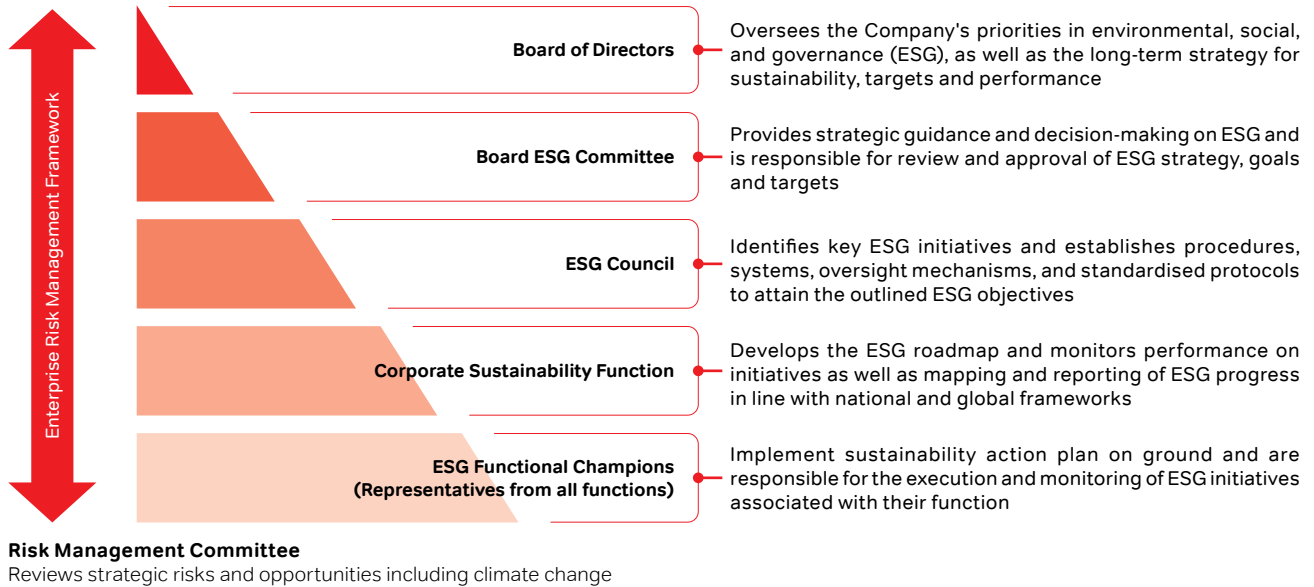 Enterprise Risk Management Framework
Board of Directors
Oversees the Company's priorities in environmental, social,
and governance (ESG), as well as the long-term strategy for
sustainability, targets and performance
Board ESG Committee
Provides strategic guidance and decision-making on ESG and
is responsible for review and approval of ESG strategy, goals
and targets
ESG Council
Identifies key ESG initiatives and establishes procedures,
systems, oversight mechanisms, and standardised protocols
to attain the outlined ESG objectives
Corporate Sustainability Function
Develops the ESG roadmap and monitors performance on
initiatives as well as mapping and reporting of ESG progress
in line with national and global frameworks
ESG Functional Champions
(Representatives from all functions)
Implement sustainability action plan on ground and are
responsible for the execution and monitoring of ESG initiatives
associated with their function
Risk Management Committee
Reviews strategic risks and opportunities including climate change